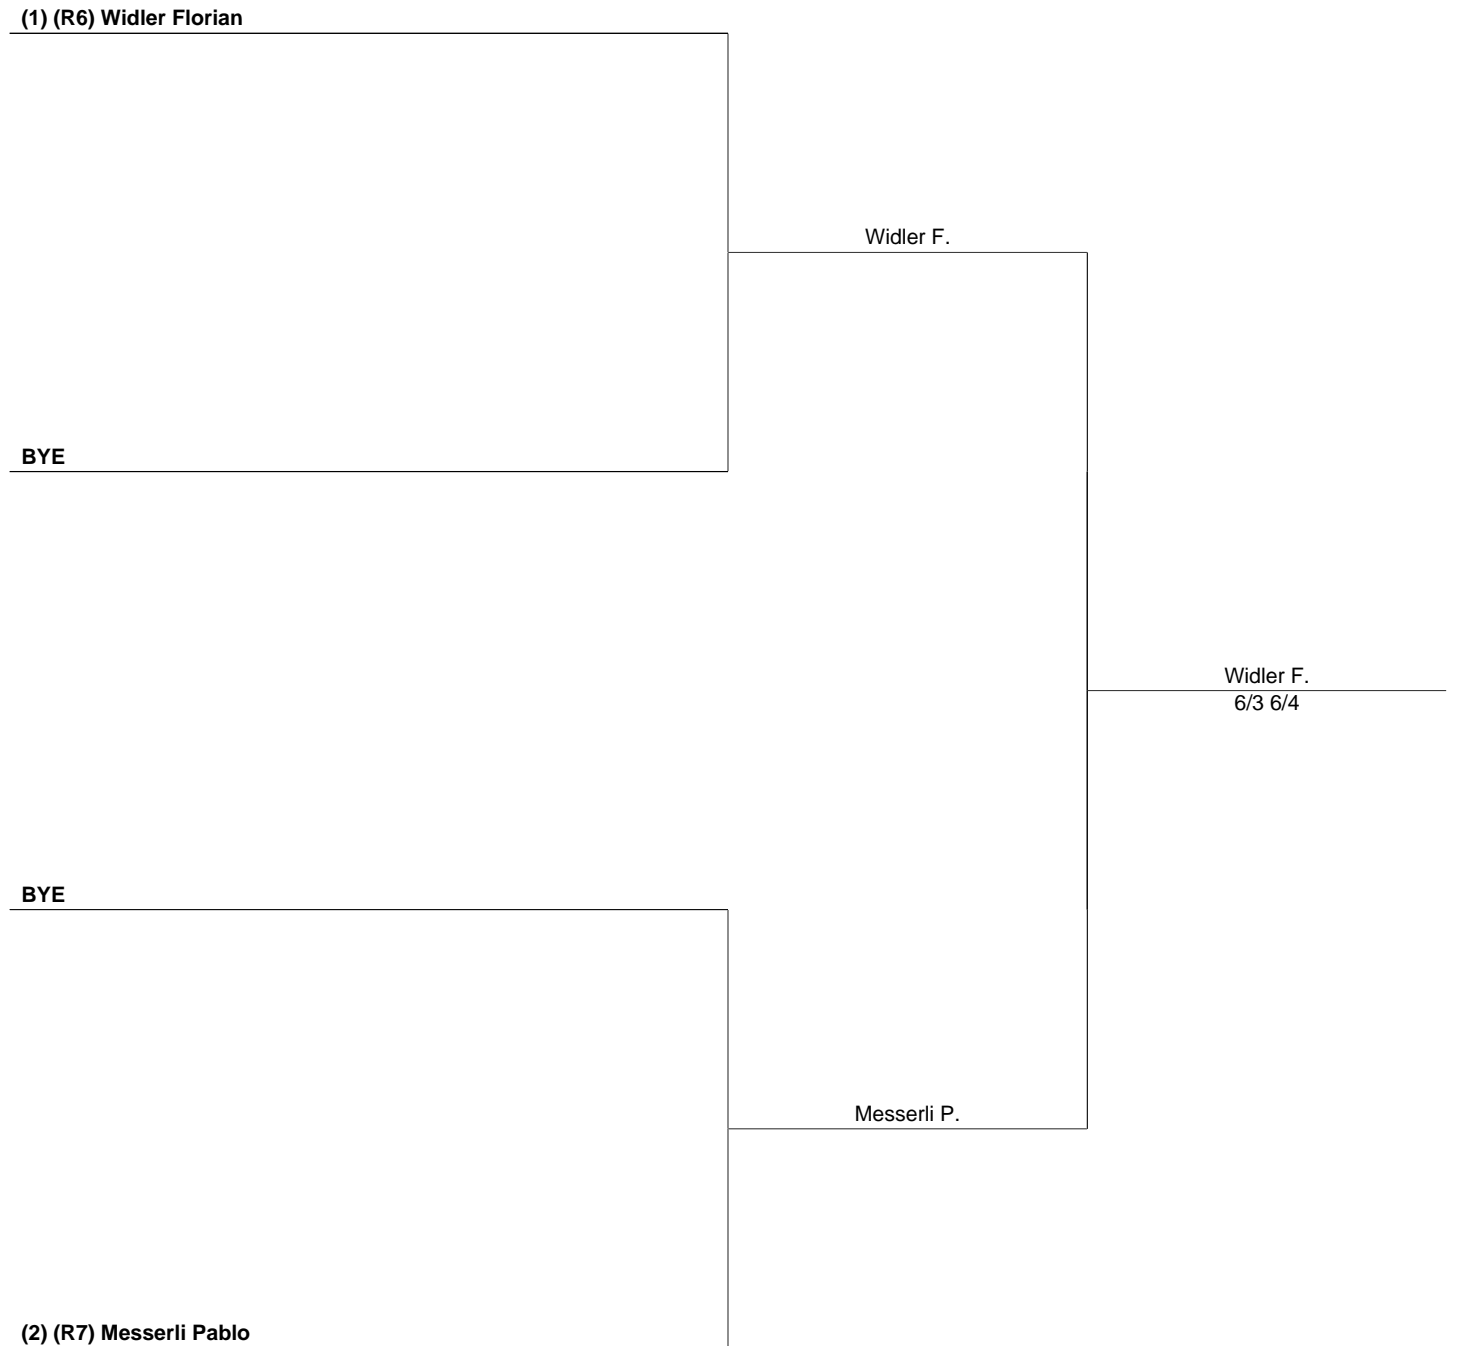 (1) (R6) Widler Florian
Widler F.
BYE
Widler F.
6/3 6/4
BYE
Messerli P.
(2) (R7) Messerli Pablo